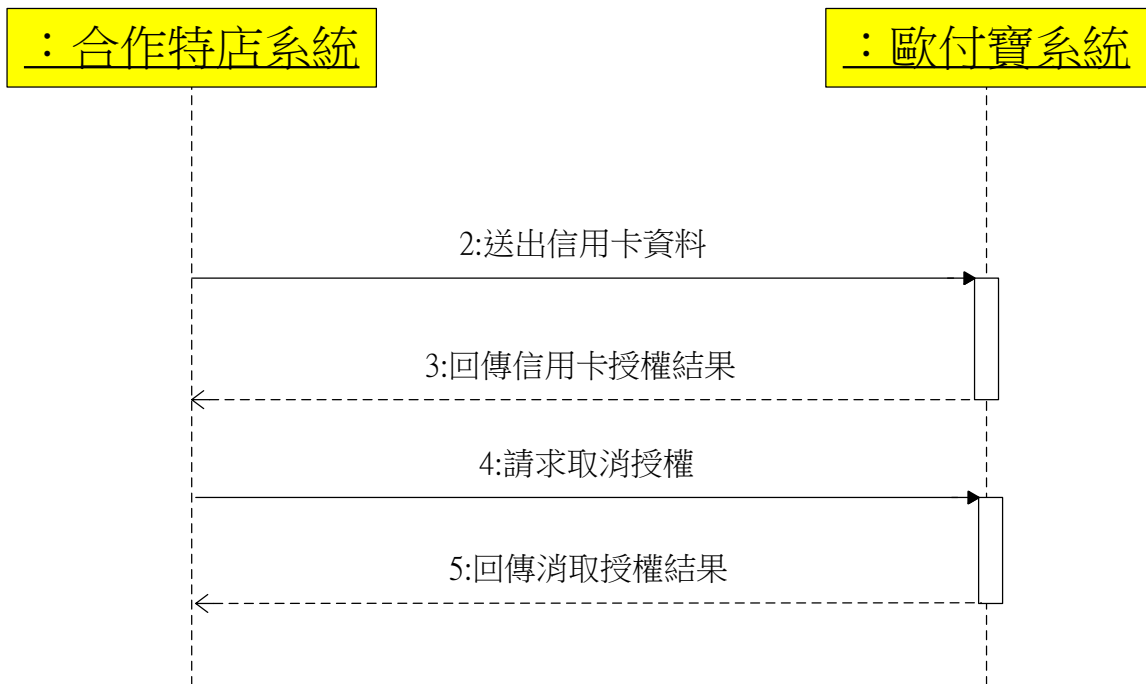 ：合作特店系統
：歐付寶系統
2:送出信用卡資料
3:回傳信用卡授權結果
4:請求取消授權
5:回傳消取授權結果